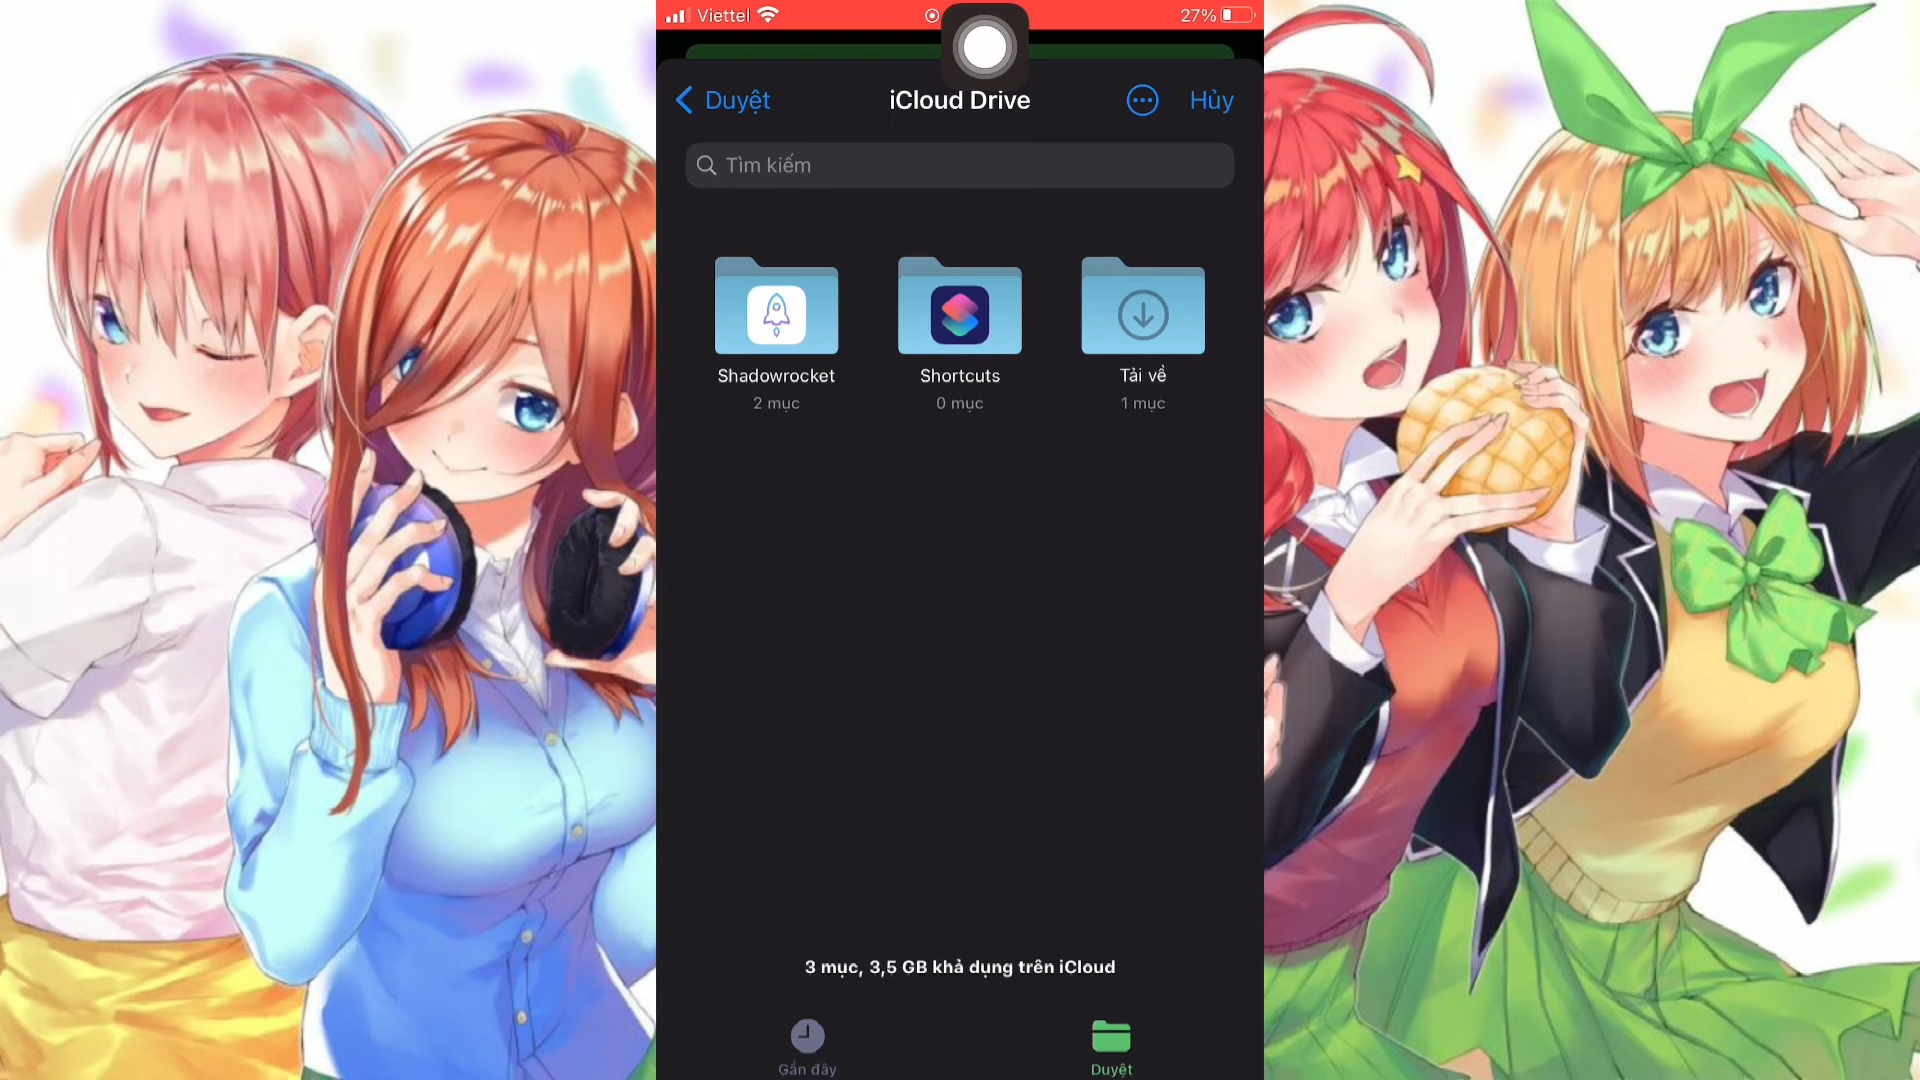 Viettel
27%
Duyệt
iCloud Drive
Hủy
Tìm kiếm
Shadowrocket
2 mục
Shortcuts
0 mục
Tải về
1 mục
3 mục, 3,5 GB khả dụng trên iCloud
Gần đây
Duyệt